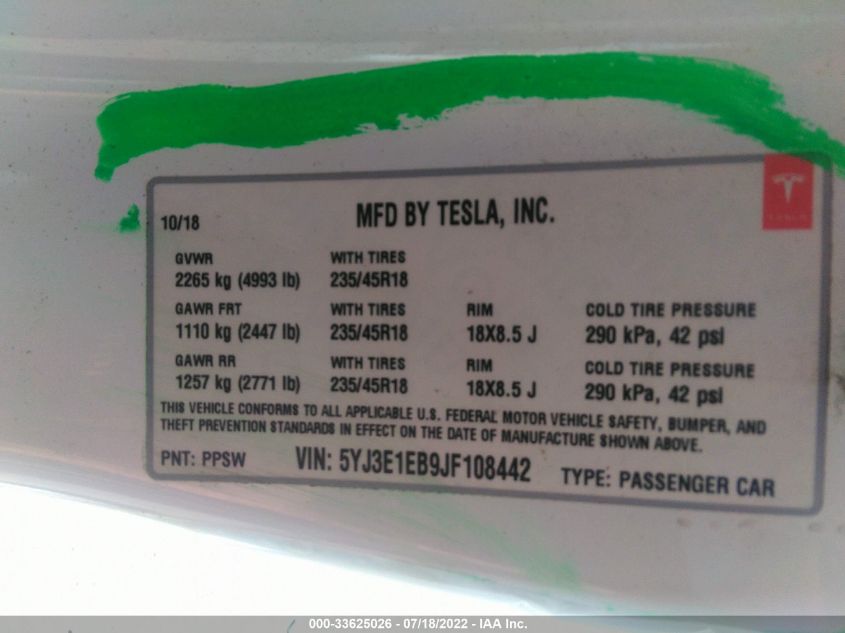 10/18
MFD BY TESLA, INC.
TESLA
GVWR WITH TIRES
2265 kg (4993 lb) 235/45R18
GAWR FRT WITH TIRES RIM COLD TIRE PRESSURE
1110 kg (2447 lb) 235/45R18 18X8.5 J 290 kPa, 42 psi
GAWR RR WITH TIRES RIM COLD TIRE PRESSURE
1257 kg (2771 lb) 235/45R18 18X8.5 J 290 kPa, 42 psi
THIS VEHICLE CONFORMS TO ALL APPLICABLE U.S. FEDERAL MOTOR VEHICLE SAFETY, BUMPER, AND
THEFT PREVENTION STANDARDS IN EFFECT ON THE DATE OF MANUFACTURE SHOWN ABOVE.
PNT: PPSW VIN: 5YJ3E1EB9JF108442 TYPE: PASSENGER CAR
000-33625026 - 07/18/2022 - IAA Inc.